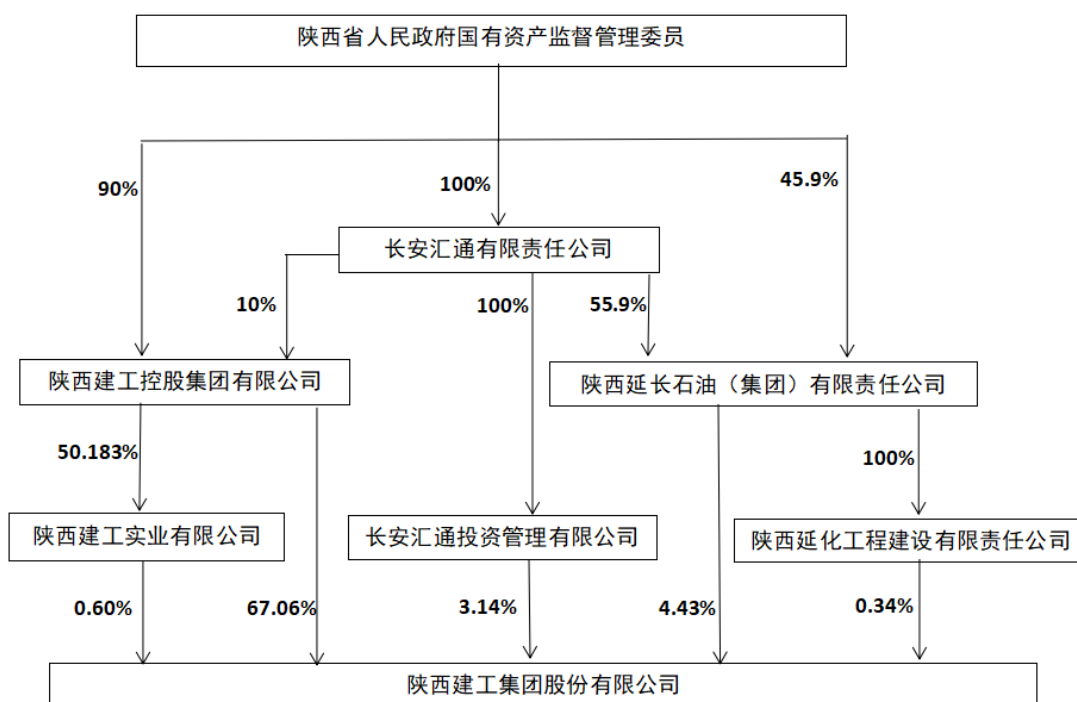 陕西省人民政府国有资产监督管理委员
90%
100%
45.9%
长安汇通有限责任公司
10%
100%
55.9%
陕西建工控股集团有限公司
陕西延长石油（集团）有限责任公司
50.183%
100%
陕西建工实业有限公司
长安汇通投资管理有限公司
陕西延化工程建设有限责任公司
0.60%
67.06%
3.14%
4.43%
0.34%
陕西建工集团股份有限公司